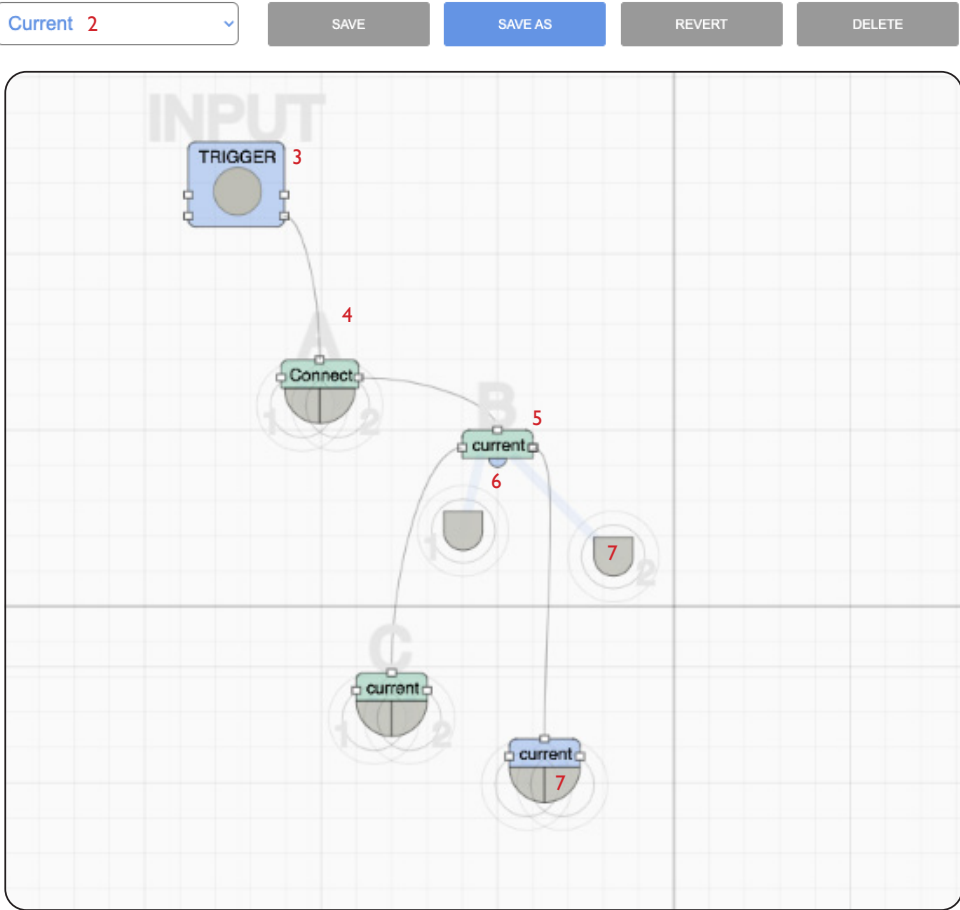 Current 2
SAVE
SAVE AS
REVERT
DELETE
INPUT
TRIGGER 3
4
A
Connect
1 2
B
5
current
6
1
7
2
C
current
1 2
current
7